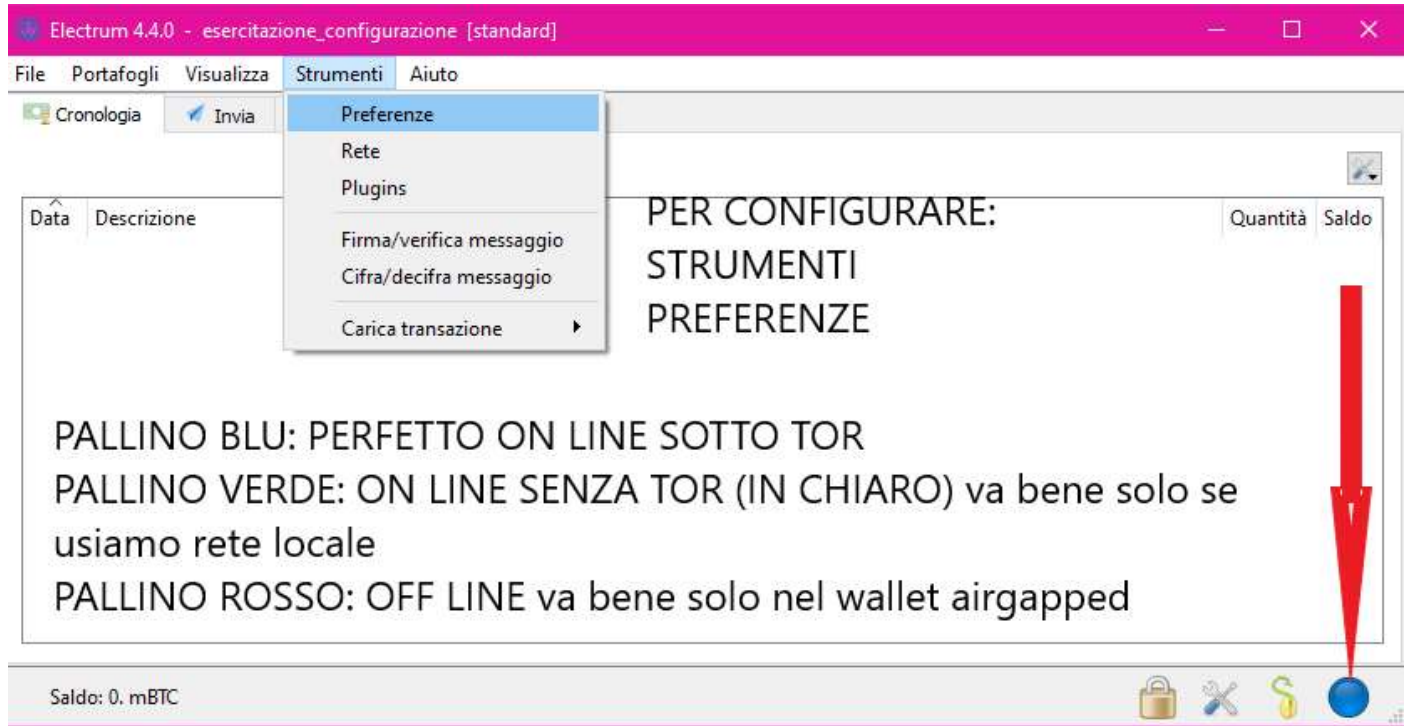 Electrum 4.4.0 - esercitazione_configurazione [standard]
File Portafogli Visualizza Strumenti Aiuto
Cronologia Invia
Preferenze
Rete
Plugins
Firma/verifica messaggio
Cifra/decifra messaggio
Carica transazione
Data Descrizione Quantità Saldo
PER CONFIGURARE:
STRUMENTI
PREFERENZE
PALLINO BLU: PERFETTO ON LINE SOTTO TOR
PALLINO VERDE: ON LINE SENZA TOR (IN CHIARO) va bene solo se
usiamo rete locale
PALLINO ROSSO: OFF LINE va bene solo nel wallet airgapped
Saldo: 0. mBTC